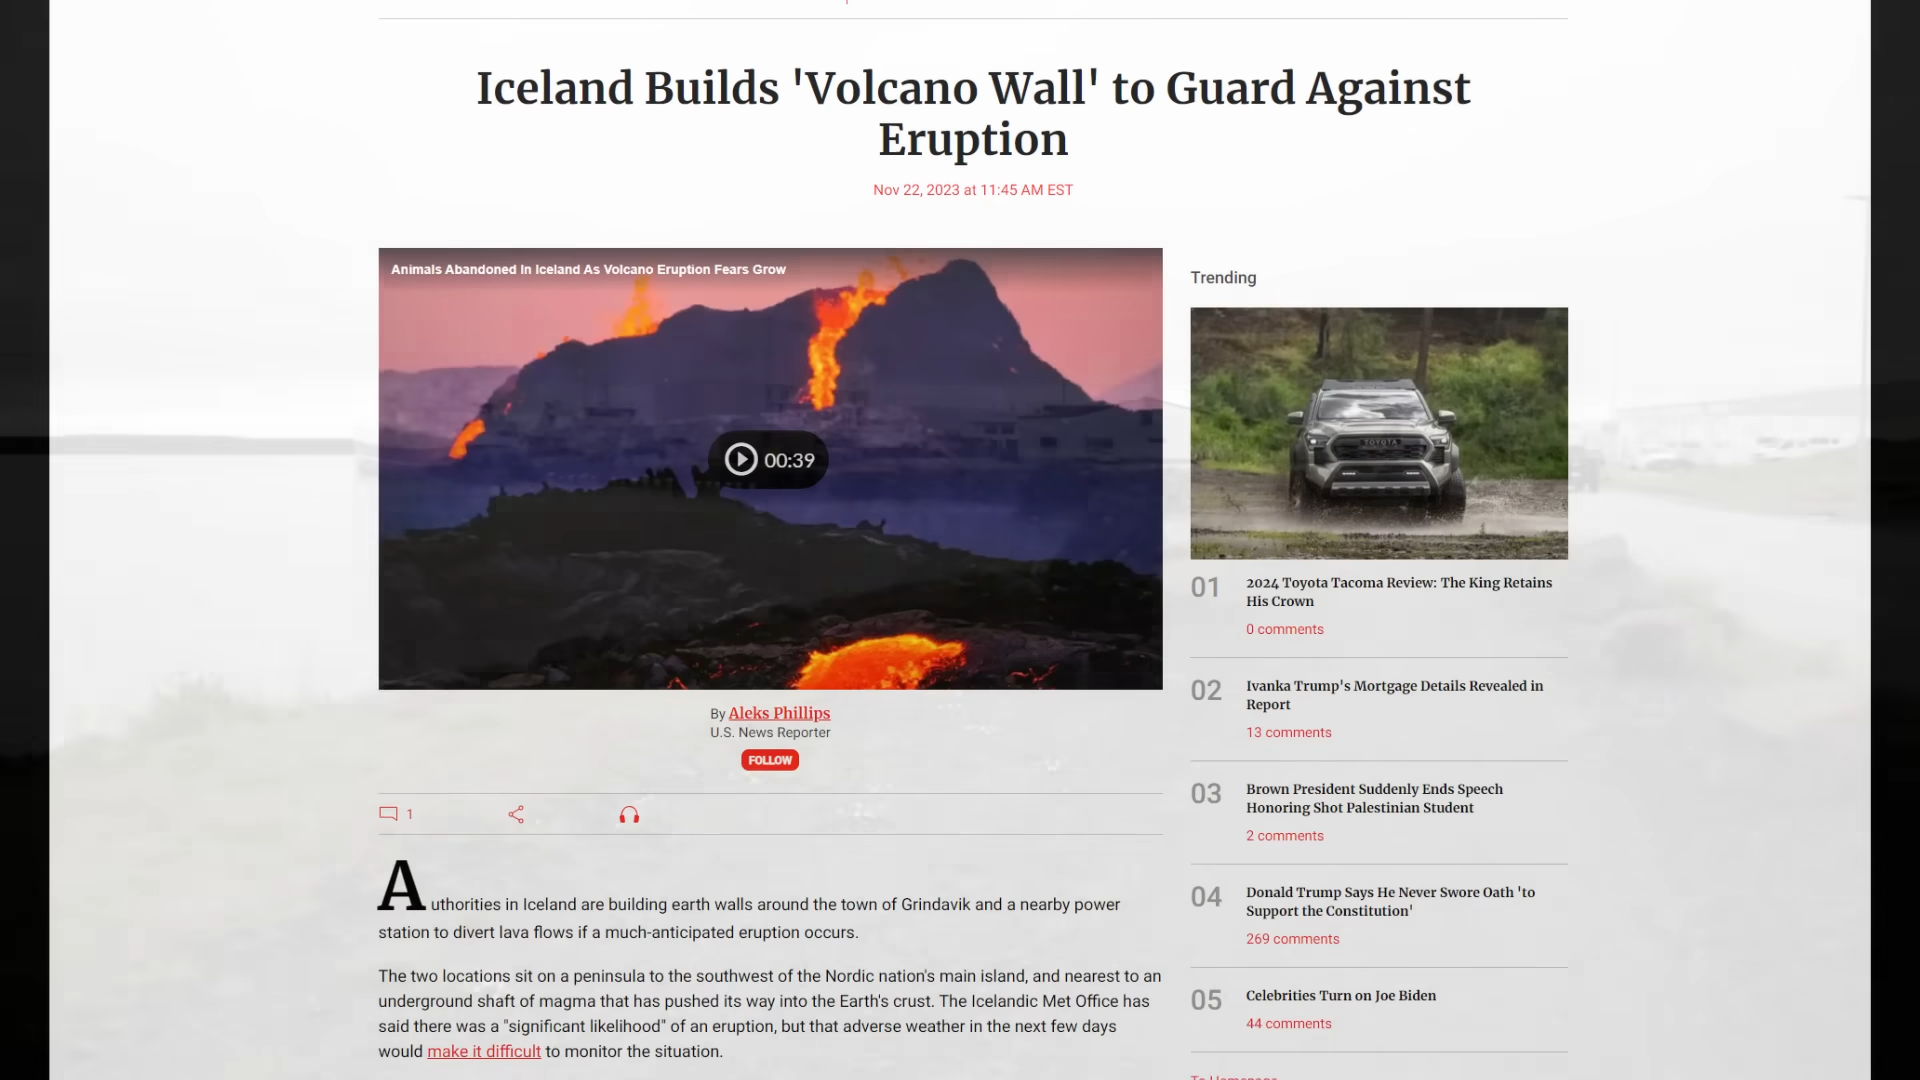 Iceland Builds 'Volcano Wall' to Guard Against
Eruption
Nov 22, 2023 at 11:45 AM EST
Animals Abandoned In Iceland As Volcano Eruption Fears Grow
00:39
By Aleks Phillips
U.S. News Reporter
FOLLOW
1
Authorities in Iceland are building earth walls around the town of Grindavik and a nearby power
station to divert lava flows if a much-anticipated eruption occurs.
The two locations sit on a peninsula to the southwest of the Nordic nation's main island, and nearest to an
underground shaft of magma that has pushed its way into the Earth's crust. The Icelandic Met Office has
said there was a "significant likelihood" of an eruption, but that adverse weather in the next few days
would make it difficult to monitor the situation.
Trending
TOYOTA
01
2024 Toyota Tacoma Review: The King Retains
His Crown
0 comments
02
Ivanka Trump's Mortgage Details Revealed in
Report
13 comments
03
Brown President Suddenly Ends Speech
Honoring Shot Palestinian Student
2 comments
04
Donald Trump Says He Never Swore Oath 'to
Support the Constitution'
269 comments
05
Celebrities Turn on Joe Biden
44 comments